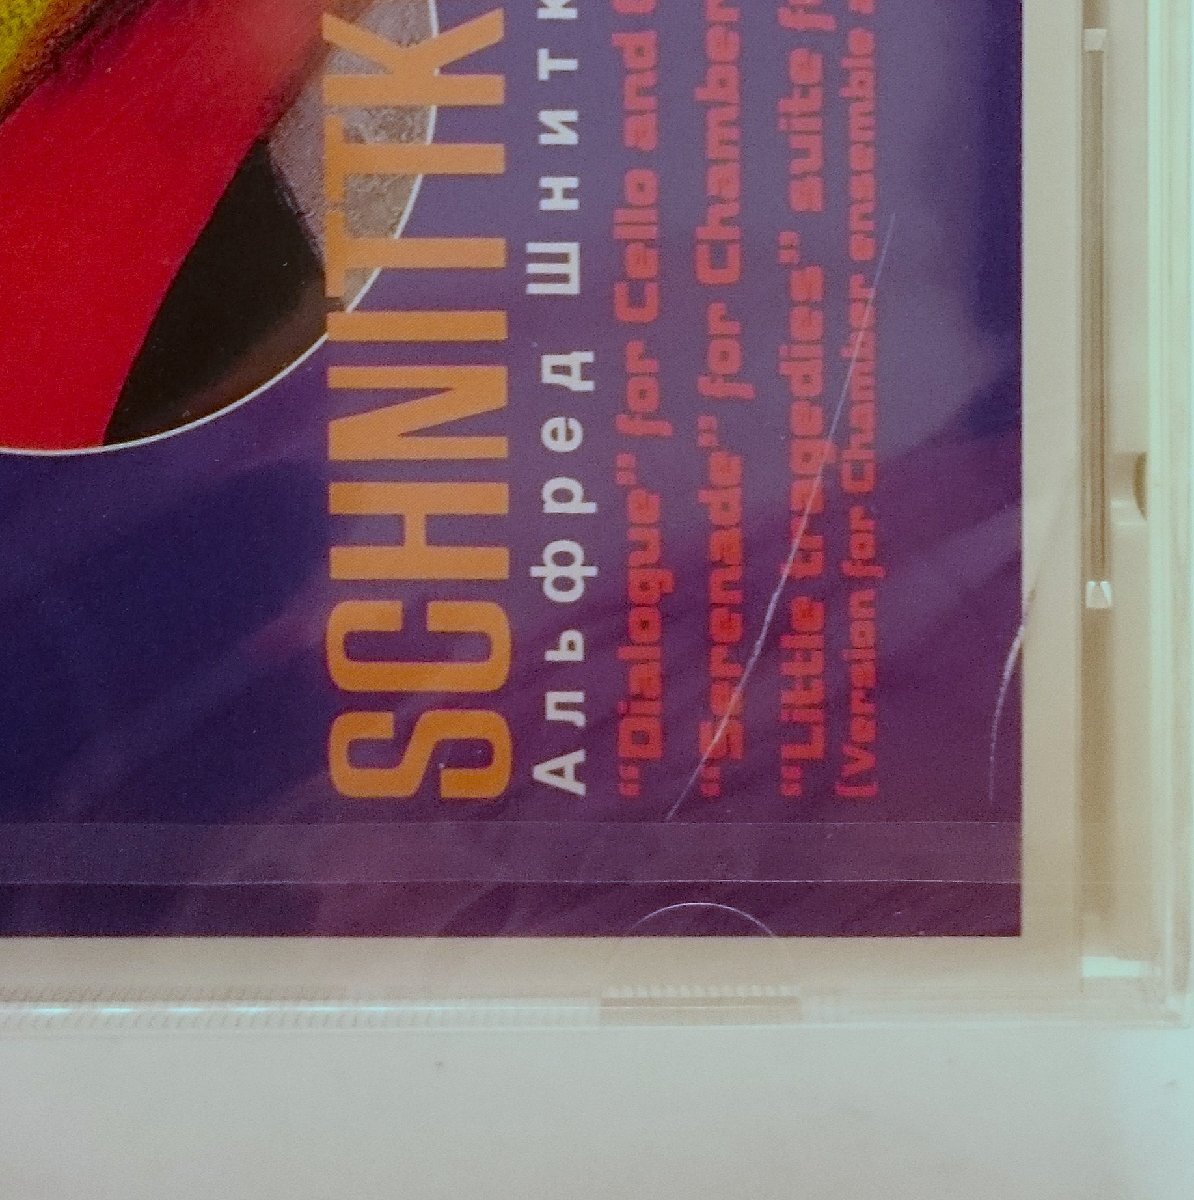 SCHNITTK
Альфред Шнитк
"Dialogue" for Cello and
"Serenade" for Chamber
"Little tragedies" suite fo
(Version for Chamber ensemble a